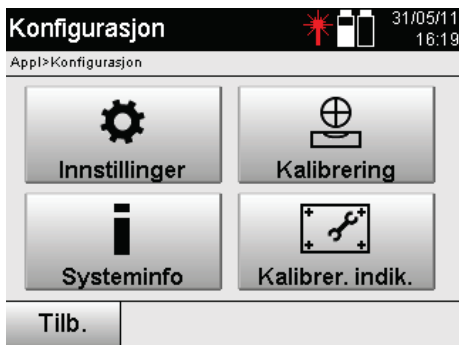 Konfigurasjon
31/05/11
16:19
Appl>Konfigurasjon
Innstillinger
Kalibrering
Systeminfo
Kalibrer. indik.
Tilb.